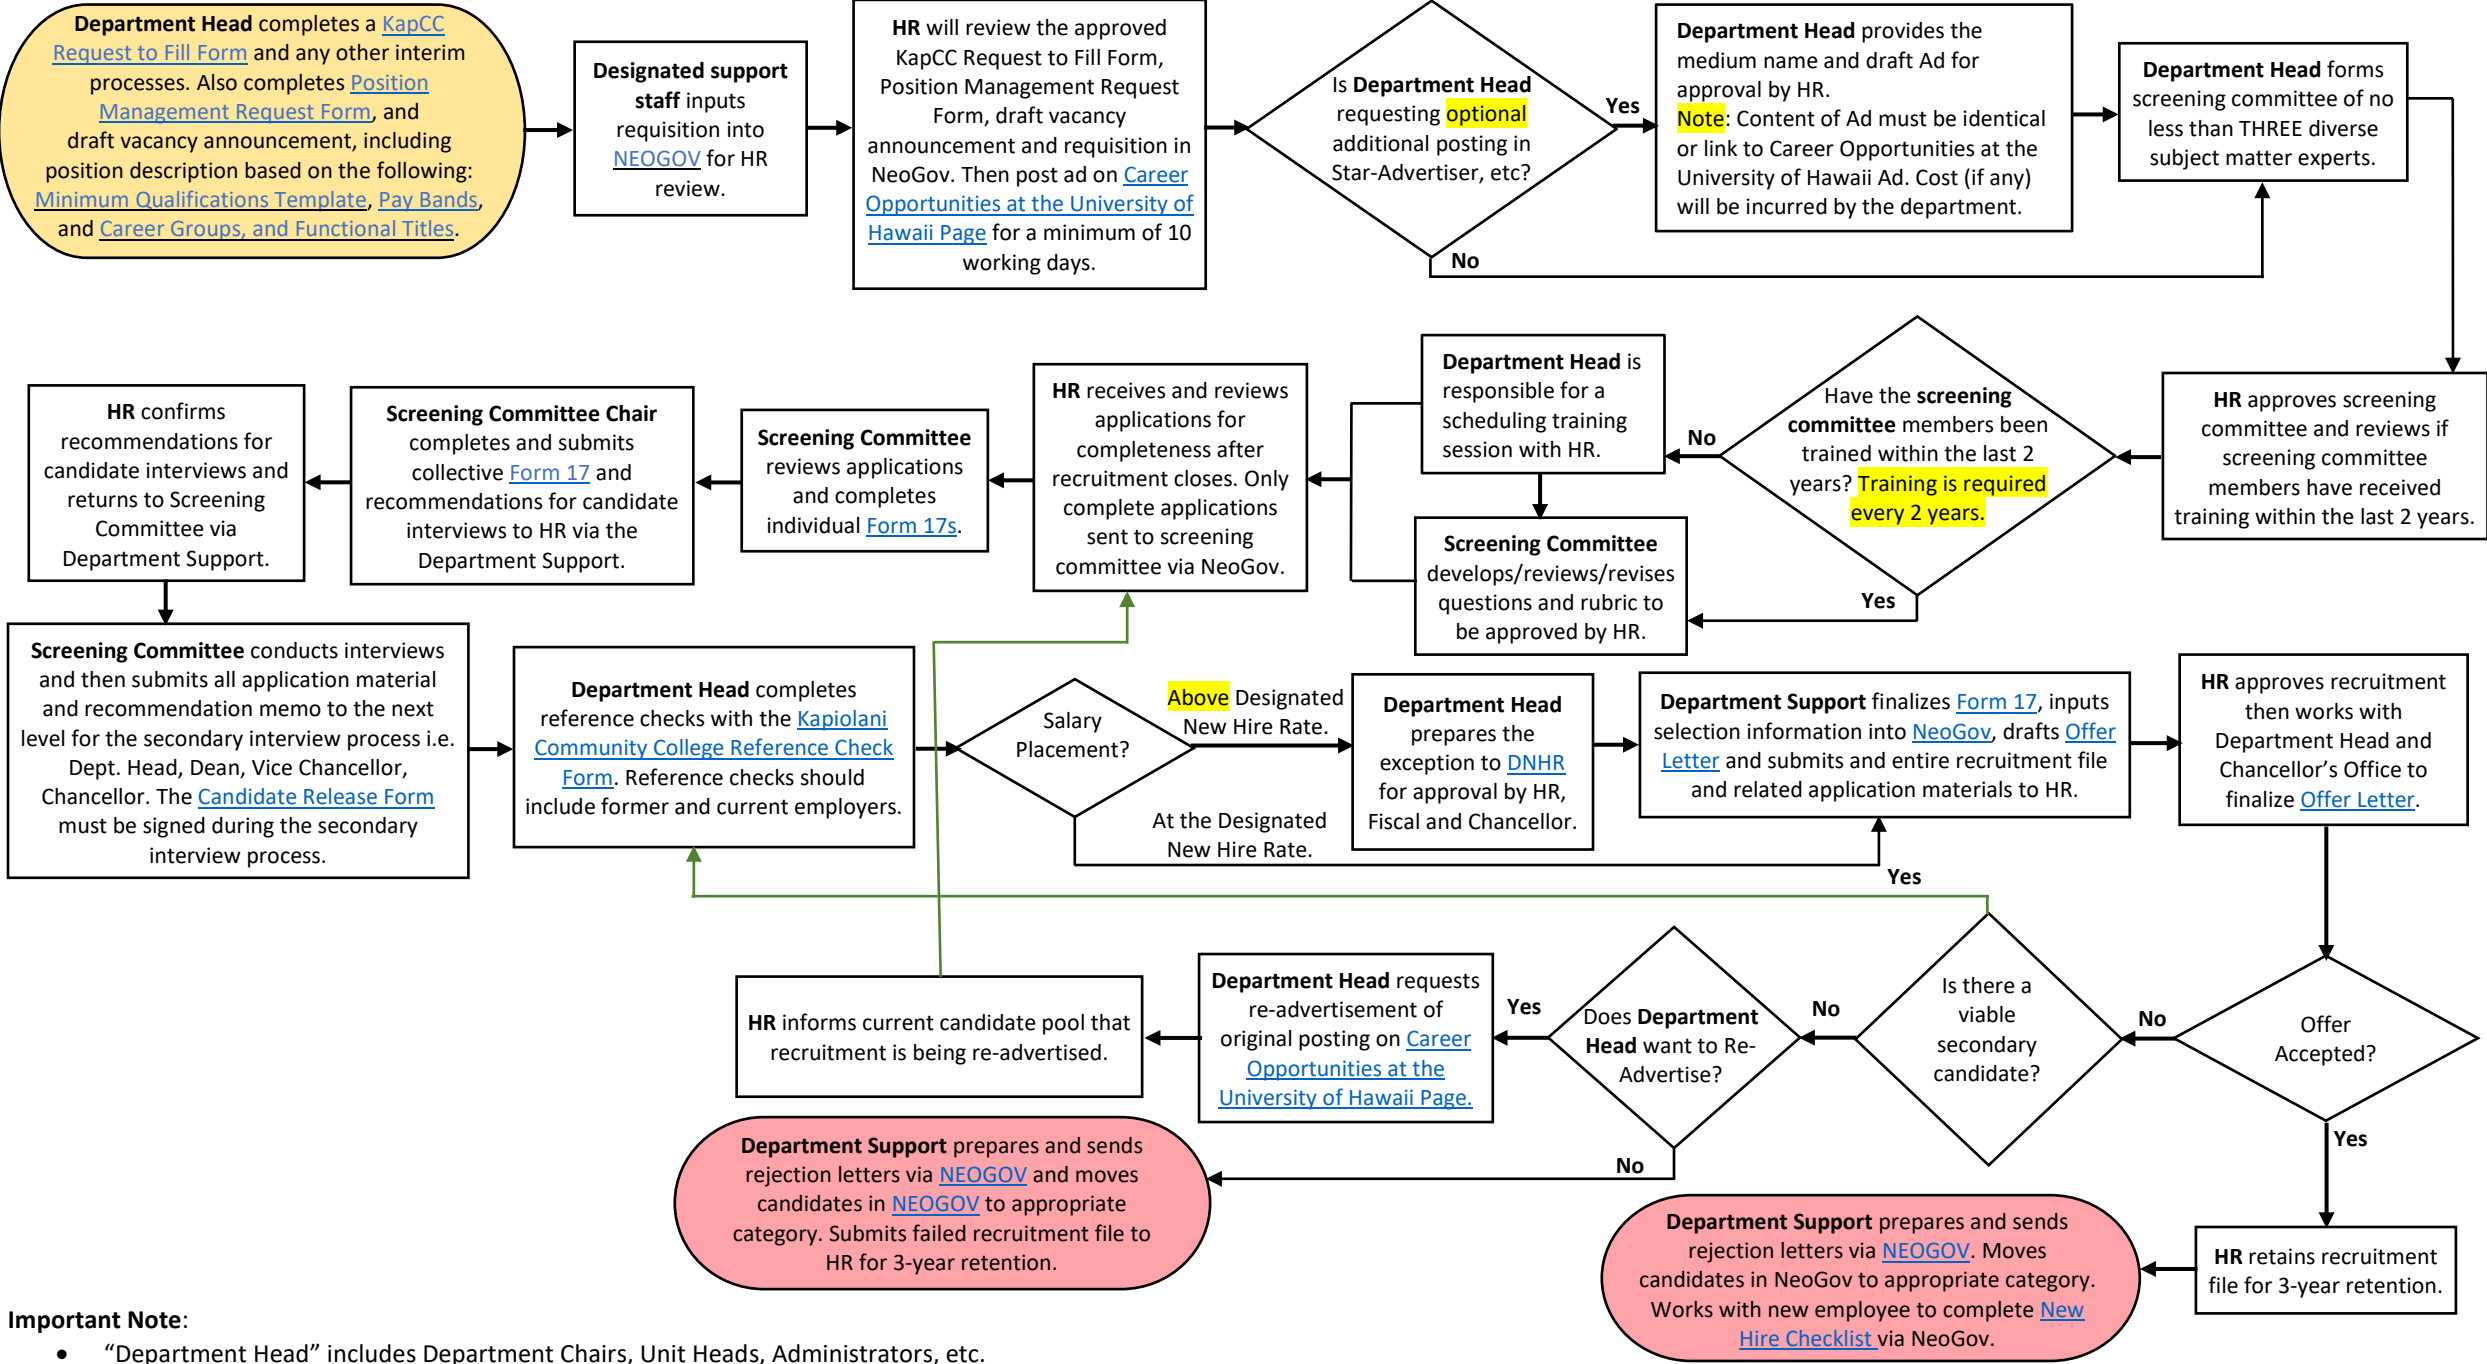 Department Head completes a KapCC
Request to Fill Form and any other interim
processes. Also completes Position
Management Request Form, and
draft vacancy announcement, including
position description based on the following:
Minimum Qualifications Template, Pay Bands,
and Career Groups, and Functional Titles.
Designated support
staff inputs
requisition into
NEOGOV for HR
review.
HR will review the approved
KapCC Request to Fill Form,
Position Management Request
Form, draft vacancy
announcement and requisition in
NeoGov. Then post ad on Career
Opportunities at the University of
Hawaii Page for a minimum of 10
working days.
Is Department Head
requesting optional
additional posting in
Star-Advertiser, etc?
Yes
No
Department Head provides the
medium name and draft Ad for
approval by HR.
Note: Content of Ad must be identical
or link to Career Opportunities at the
University of Hawaii Ad. Cost (if any)
will be incurred by the department.
Department Head forms
screening committee of no
less than THREE diverse
subject matter experts.
HR approves screening
committee and reviews if
screening committee
members have received
training within the last 2 years.
Have the screening
committee members been
trained within the last 2
years? Training is required
every 2 years.
No
Yes
Department Head is
responsible for a
scheduling training
session with HR.
Screening Committee
develops/reviews/revises
questions and rubric to
be approved by HR.
HR receives and reviews
applications for
completeness after
recruitment closes. Only
complete applications
sent to screening
committee via NeoGov.
Screening Committee
reviews applications
and completes
individual Form 17s.
Screening Committee Chair
completes and submits
collective Form 17 and
recommendations for candidate
interviews to HR via the
Department Support.
HR confirms
recommendations for
candidate interviews and
returns to Screening
Committee via
Department Support.
Screening Committee conducts interviews
and then submits all application material
and recommendation memo to the next
level for the secondary interview process i.e.
Dept. Head, Dean, Vice Chancellor,
Chancellor. The Candidate Release Form
must be signed during the secondary
interview process.
Department Head completes
reference checks with the Kapiolani
Community College Reference Check
Form. Reference checks should
include former and current employers.
Salary
Placement?
Above Designated
New Hire Rate.
At the Designated
New Hire Rate.
Department Head
prepares the
exception to DNHR
for approval by HR,
Fiscal and Chancellor.
Department Support finalizes Form 17, inputs
selection information into NeoGov, drafts Offer
Letter and submits and entire recruitment file
and related application materials to HR.
HR approves recruitment
then works with
Department Head and
Chancellor’s Office to
finalize Offer Letter.
Offer
Accepted?
No
Yes
Is there a
viable
secondary
candidate?
Yes
No
Does Department
Head want to Re-
Advertise?
Yes
No
Department Head requests
re-advertisement of
original posting on Career
Opportunities at the
University of Hawaii Page.
HR informs current candidate pool that
recruitment is being re-advertised.
Department Support prepares and sends
rejection letters via NEOGOV and moves
candidates in NEOGOV to appropriate
category. Submits failed recruitment file to
HR for 3-year retention.
HR retains recruitment
file for 3-year retention.
Department Support prepares and sends
rejection letters via NEOGOV. Moves
candidates in NeoGov to appropriate category.
Works with new employee to complete New
Hire Checklist via NeoGov.
Important Note:
• “Department Head” includes Department Chairs, Unit Heads, Administrators, etc.